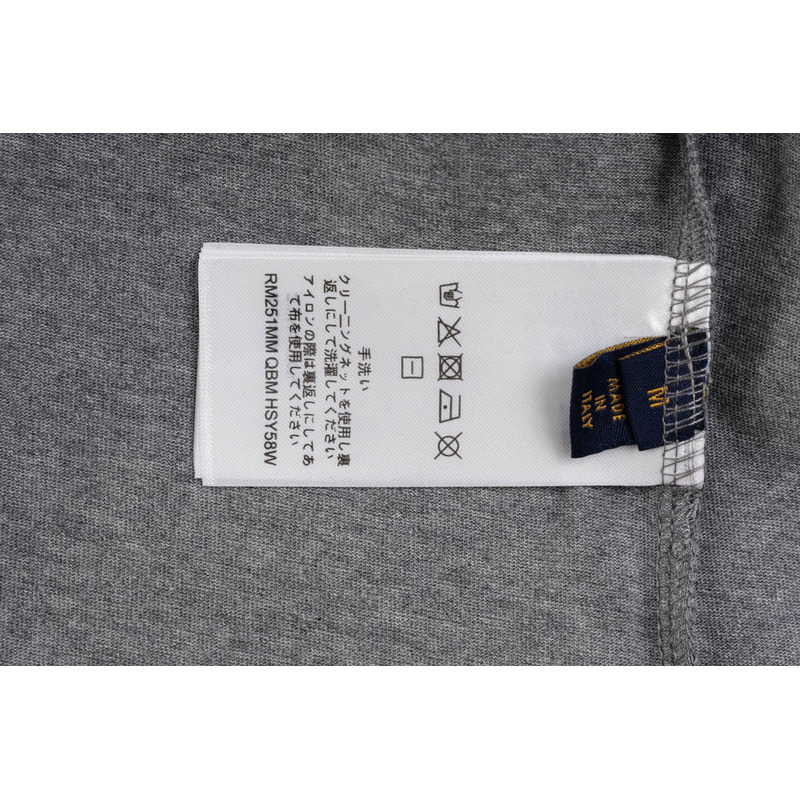 手洗い
クリーニングネットを使用し裏
返しにして洗濯してください
アイロンの際は裏返しにしてあ
て布を使用してください
RM251MM QBM HSY58W
MADE
IN
ITALY
M